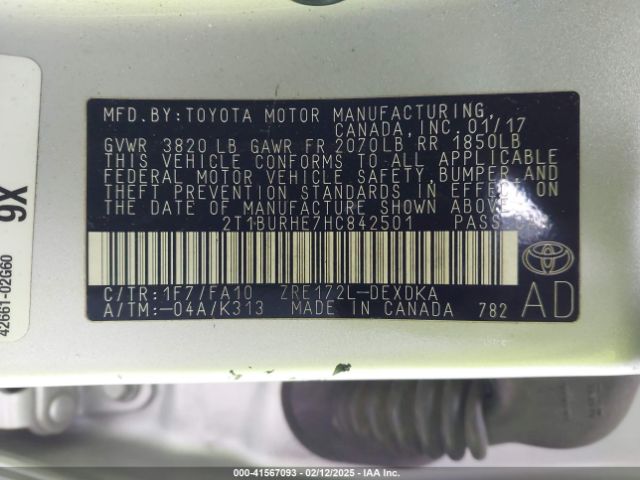 MFD. BY: TOYOTA MOTOR MANUFACTURING,
CANADA, INC. 01/17
GVWR 3820 LB GAWR FR 2070LB RR 1850LB
THIS VEHICLE CONFORMS TO ALL APPLICABLE
FEDERAL MOTOR VEHICLE SAFETY, BUMPER, AND
THEFT PREVENTION STANDARDS IN EFFECT ON
THE DATE OF MANUFACTURE SHOWN ABOVE.
2T1BURHE7HC842501 PASS
C/TR: 1F7/FA10 ZRE172L-DEXDKA
A/TM: -04A/K313 MADE IN CANADA 782
AD
9X
42661-02G60
© - 41567093 - 02/12/2025 - IAA Inc.